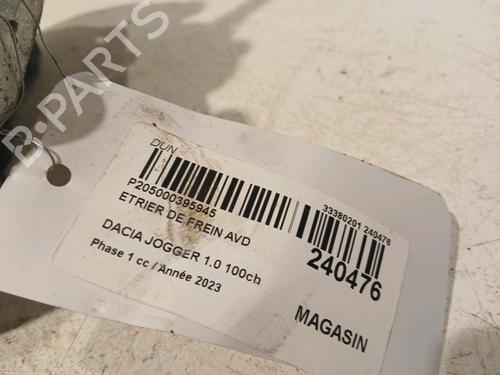 B-PARTS
DUN
33380201 240476
P205000395945
ETRIER DE FREIN AVD
240476
DACIA JOGGER 1.0 100ch
Phase 1 cc / Année 2023
MAGASIN